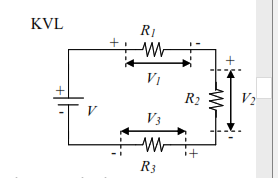 KVL
R1
+ -
V1
+
+ V
-
R2
V2
-
V3
- +
R3